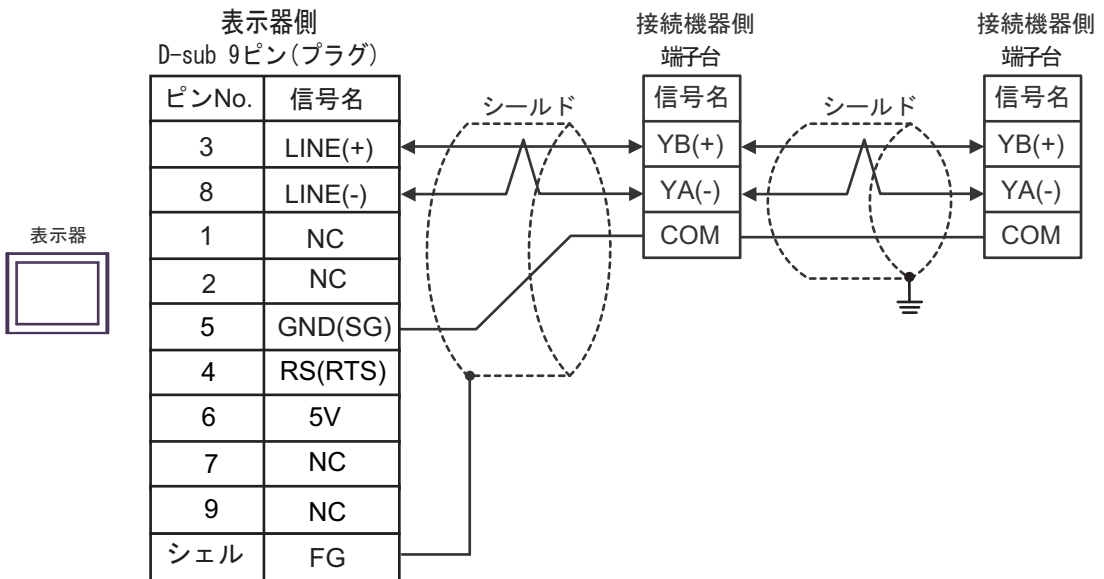 表示器側
D-sub 9ピン(プラグ)
ピンNo. 信号名
3 LINE(+)
8 LINE(-)
1 NC
2 NC
5 GND(SG)
4 RS(RTS)
6 5V
7 NC
9 NC
シェル FG
表示器
シールド
接続機器側
端子台
信号名
YB(+)
YA(-)
COM
シールド
接続機器側
端子台
信号名
YB(+)
YA(-)
COM